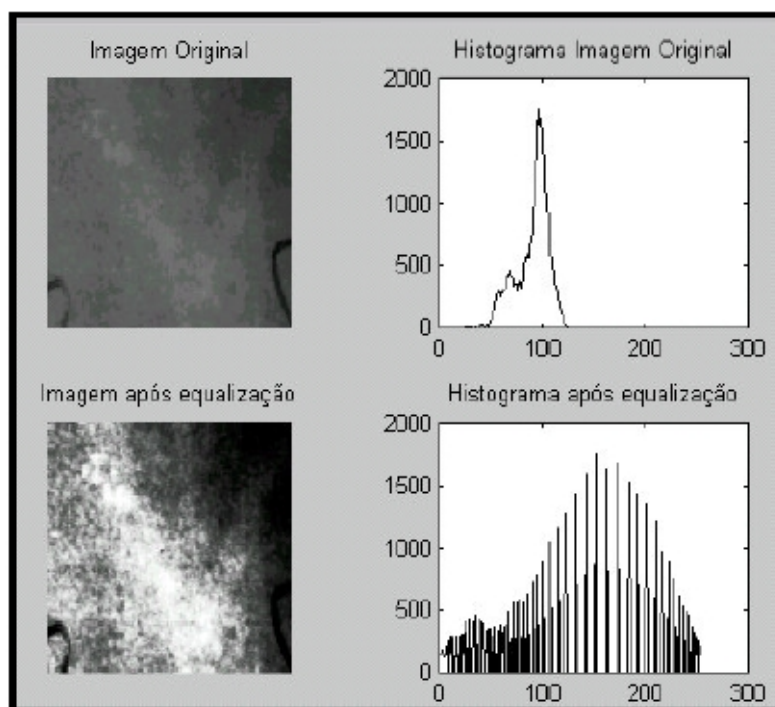 Imagem Original
Histograma Imagem Original
2000
1500
1000
500
0
0 100 200 300
Imagem após equalização
Histograma após equalização
2000
1500
1000
500
0
0 100 200 300